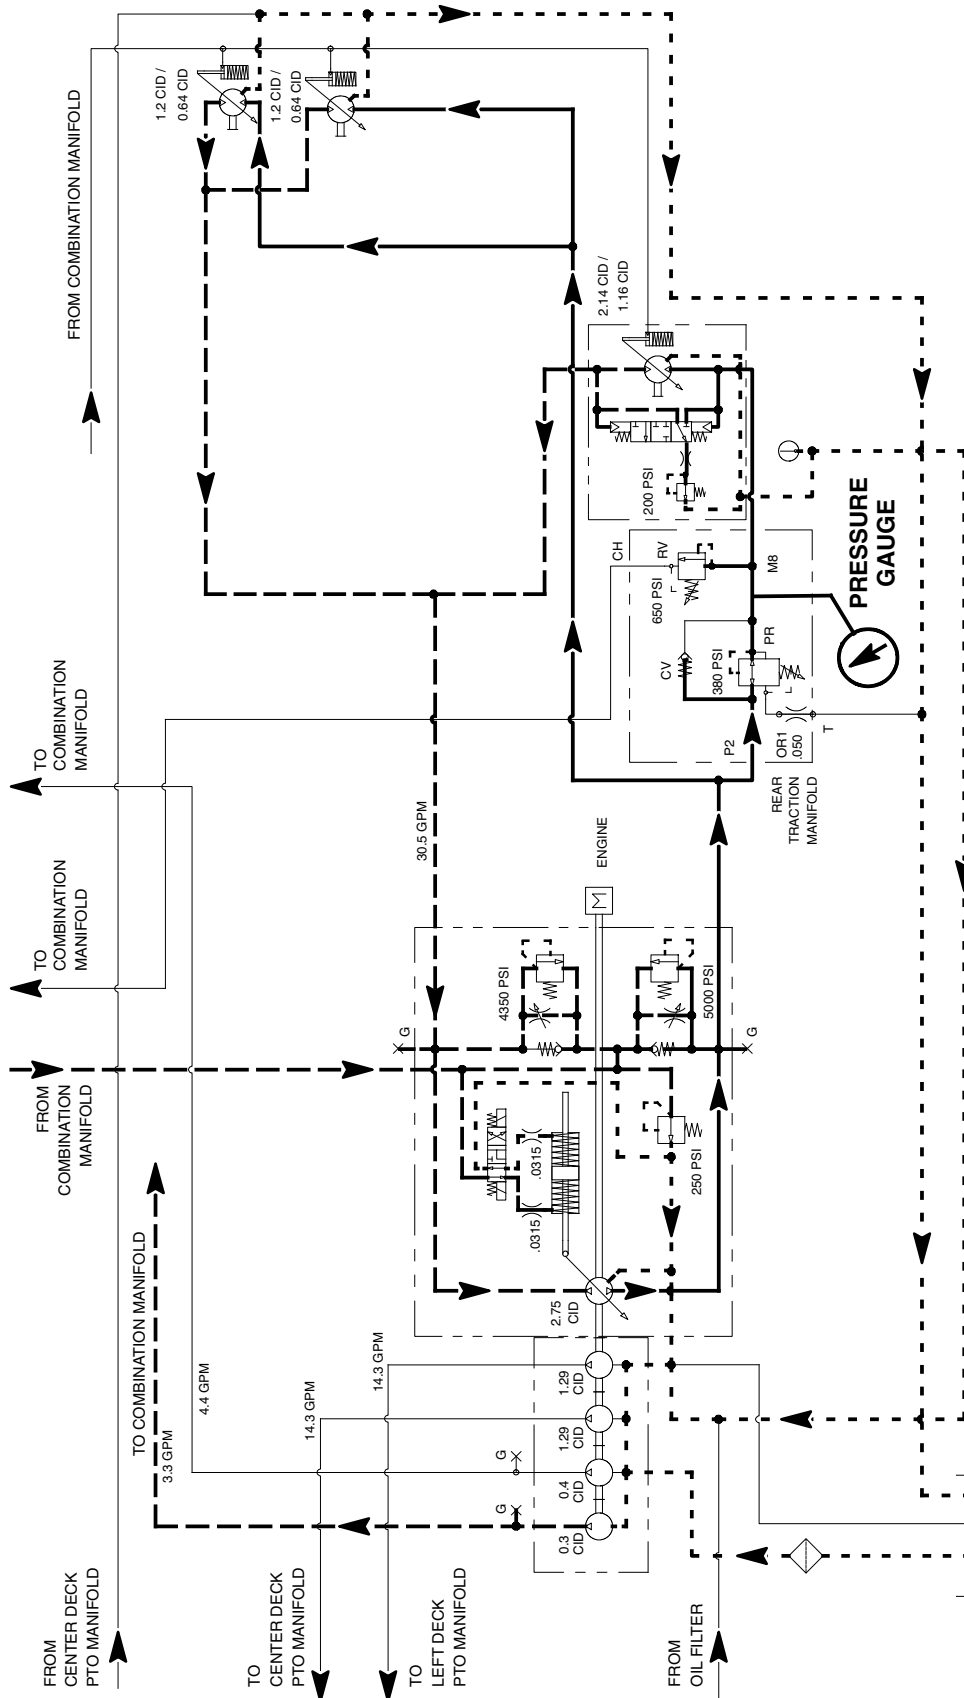 FROM COMBINATION MANIFOLD
1.2 CID /
0.64 CID
1.2 CID /
0.64 CID
2.14 CID /
1.16 CID
200 PSI
CH
RV
650 PSI
M8
PRESSURE
GAUGE
CV
PR
380 PSI
P2
OR1
.050
T
REAR
TRACTION
MANIFOLD
TO
COMBINATION
MANIFOLD
TO
COMBINATION
MANIFOLD
30.5 GPM
ENGINE
M
4350 PSI
5000 PSI
G
G
FROM
COMBINATION
MANIFOLD
.0315
.0315
250 PSI
2.75
CID
TO COMBINATION MANIFOLD
3.3 GPM
4.4 GPM
14.3 GPM
14.3 GPM
1.29
CID
1.29
CID
0.4
CID
0.3
CID
G
G
FROM
CENTER DECK
PTO MANIFOLD
TO
CENTER DECK
PTO MANIFOLD
TO
LEFT DECK
PTO MANIFOLD
FROM
OIL FILTER